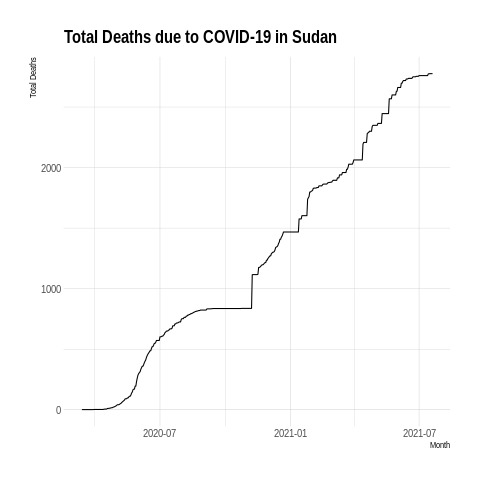 Total Deaths due to COVID-19 in Sudan
Total Deaths
2000
1000
0
2020-07
2021-01
2021-07
Month